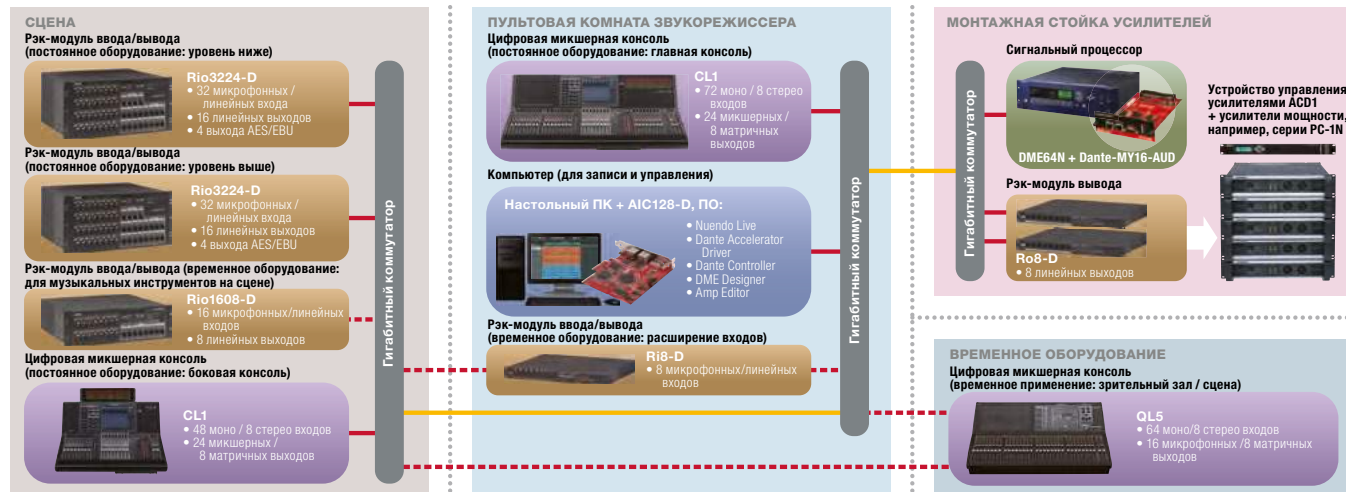 СЦЕНА
Рэк-модуль ввода/вывода
(постоянное оборудование: уровень ниже)
Rio3224-D
• 32 микрофонных /
линейных входа
• 16 линейных выходов
• 4 выхода AES/EBU
Рэк-модуль ввода/вывода
(постоянное оборудование: уровень выше)
Rio3224-D
• 32 микрофонных /
линейных входа
• 16 линейных выходов
• 4 выхода AES/EBU
Рэк-модуль ввода/вывода (временное оборудование:
для музыкальных инструментов на сцене)
Rio1608-D
• 16 микрофонных/линейных
входов
• 8 линейных выходов
Цифровая микшерная консоль
(постоянное оборудование: боковая консоль)
CL1
• 48 моно / 8 стерео входов
• 24 микшерных /
8 матричных выходов
Гигабитный коммутатор
ПУЛЬТОВАЯ КОМНАТА ЗВУКОРЕЖИССЕРА
Цифровая микшерная консоль
(постоянное оборудование: главная консоль)
CL1
• 72 моно / 8 стерео
входов
• 24 микшерных /
8 матричных
выходов
Компьютер (для записи и управления)
Настольный ПК + AIC128-D, ПО:
• Nuendo Live
• Dante Accelerator
Driver
• Dante Controller
• DME Designer
• Amp Editor
Рэк-модуль ввода/вывода
(временное оборудование: расширение входов)
Ri8-D
• 8 микрофонных/линейных
входов
Гигабитный коммутатор
МОНТАЖНАЯ СТОЙКА УСИЛИТЕЛЕЙ
Гигабитный коммутатор
Сигнальный процессор
DME64N + Dante-MY16-AUD
Рэк-модуль вывода
Ro8-D
• 8 линейных выходов
Устройство управления
усилителями ACD1
+ усилители мощности,
например, серии PC-1N
ВРЕМЕННОЕ ОБОРУДОВАНИЕ
Цифровая микшерная консоль
(временное применение: зрительный зал / сцена)
QL5
• 64 моно/8 стерео входов
• 16 микрофонных /8 матричных
выходов